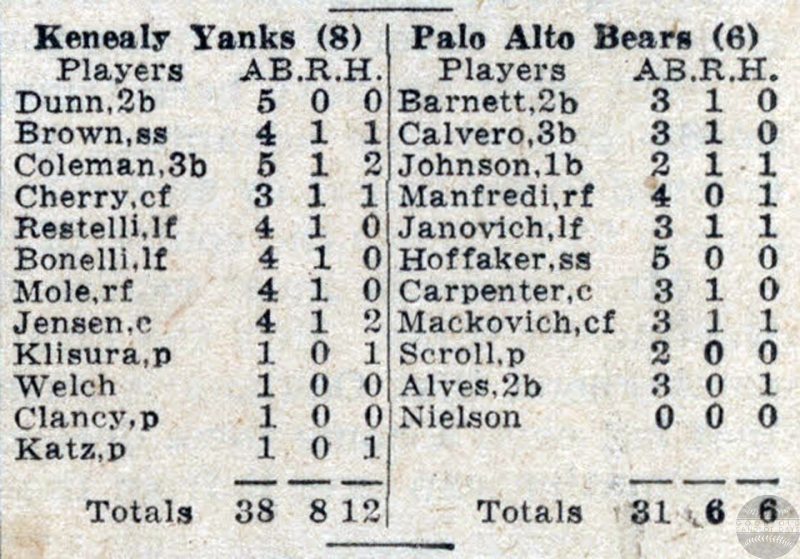 Kenealy Yanks (8)
Players AB.R.H.
Dunn,2b 5 0 0
Brown,ss 4 1 1
Coleman,3b 5 1 2
Cherry,cf 3 1 1
Restelli,lf 4 1 0
Bonelli,lf 4 1 0
Mole,rf 4 1 0
Jensen,c 4 1 2
Klisura,p 1 0 1
Welch 1 0 0
Clancy,p 1 0 0
Katz,p 1 0 1
Totals 38 8 12
Palo Alto Bears (6)
Players AB.R.H.
Barnett,2b 3 1 0
Calvero,3b 3 1 0
Johnson,1b 2 1 1
Manfredi,rf 4 0 1
Janovich,lf 3 1 1
Hoffaker,ss 5 0 0
Carpenter,c 3 1 0
Mackovich,cf 3 1 1
Scroll,p 2 0 0
Alves,2b 3 0 1
Nielson 0 0 0
Totals 31 6 6